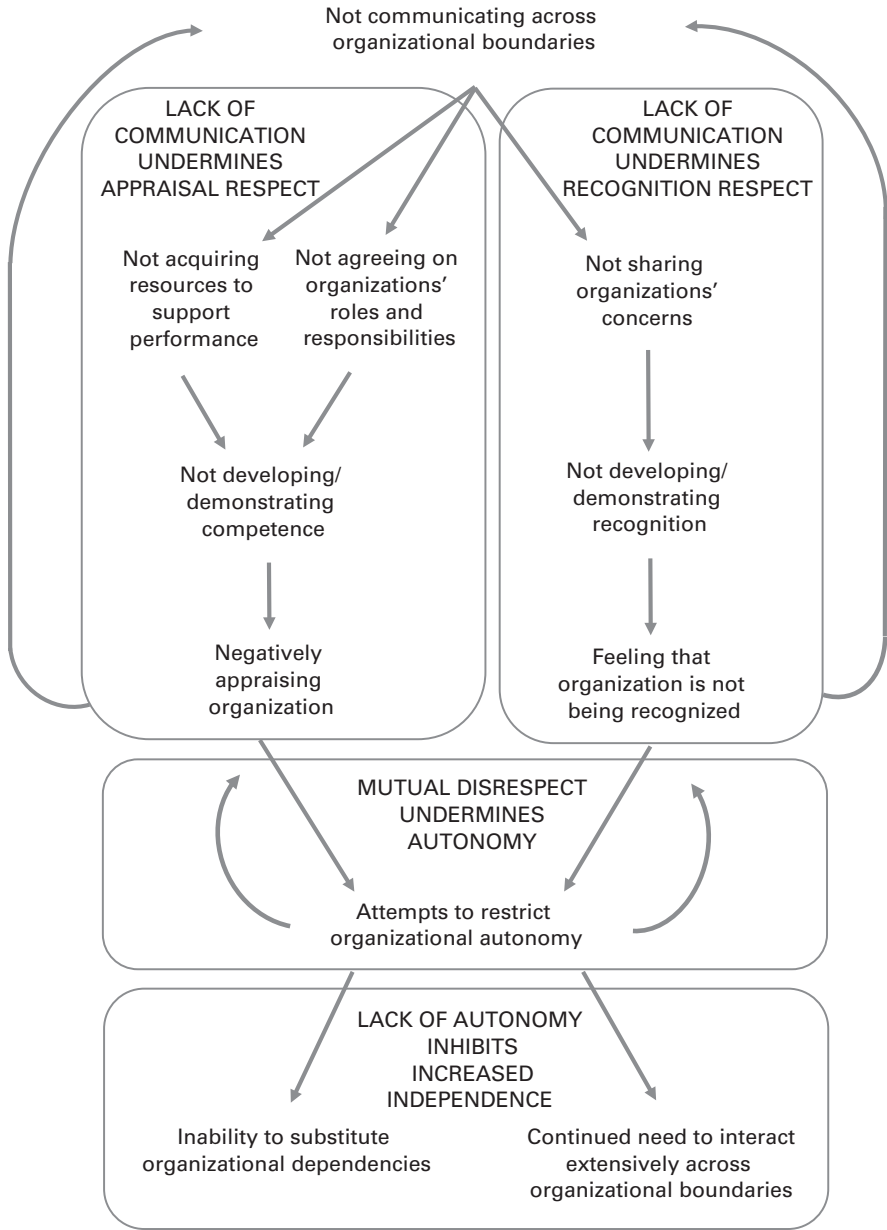 Not communicating across
organizational boundaries
LACK OF
COMMUNICATION
UNDERMINES
APPRAISAL RESPECT
Not acquiring
resources to
support
performance
Not agreeing on
organizations’
roles and
responsibilities
Not developing/
demonstrating
competence
Negatively
appraising
organization
LACK OF
COMMUNICATION
UNDERMINES
RECOGNITION RESPECT
Not sharing
organizations’
concerns
Not developing/
demonstrating
recognition
Feeling that
organization is not
being recognized
MUTUAL DISRESPECT
UNDERMINES
AUTONOMY
Attempts to restrict
organizational autonomy
LACK OF AUTONOMY
INHIBITS
INCREASED
INDEPENDENCE
Inability to substitute
organizational dependencies
Continued need to interact
extensively across
organizational boundaries